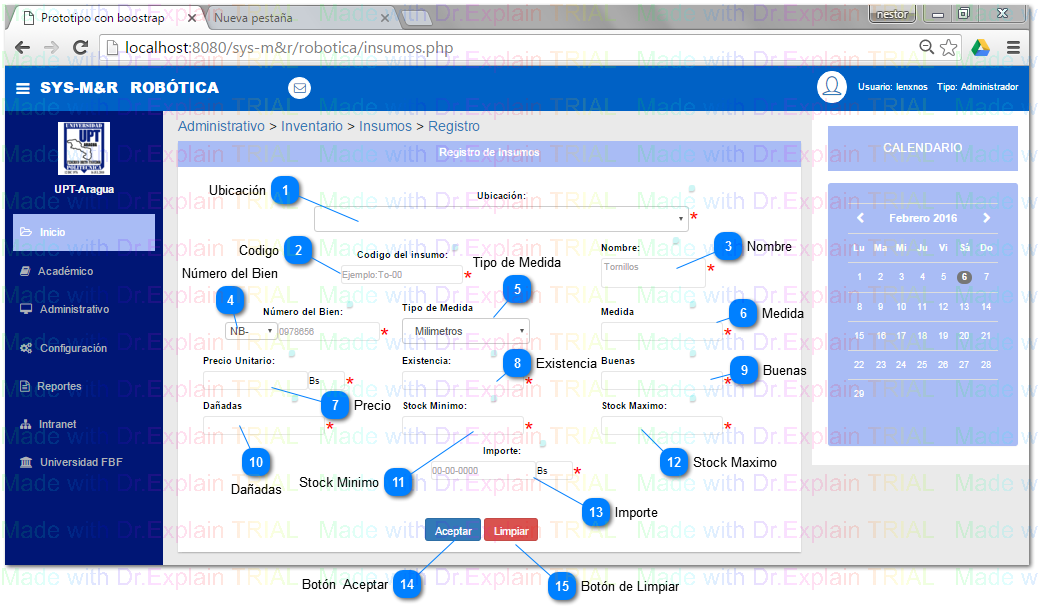 Prototipo con boostrap
Nueva pestaña
nestor
localhost:8080/sys-m&r/robotica/insumos.php
SYS-M&R ROBÓTICA
Usuario: lenxnos Tipo: Administrador
UNIVERSIDAD
UPT
ARAGUA
POLITECNICA
UPT-Aragua
Inicio
Académico
Administrativo
Configuración
Reportes
Intranet
Universidad FBF
Administrativo > Inventario > Insumos > Registro
Registro de insumos
Ubicación 1
Ubicación:
*
Codigo 2
Codigo del insumo:
Ejemplo:To-00 *
Nombre:
3 Nombre
Tornillos *
Número del Bien
4
Número del Bien:
NB- 0978656 *
Tipo de Medida
5
Tipo de Medida
Milimetros
Medida
6 Medida
*
Precio Unitario:
Bs *
7 Precio
Existencia:
8 Existencia
*
Buenas
9 Buenas
*
Dañadas
*
10
Dañadas
Stock Minimo:
*
Stock Minimo 11
Stock Maximo:
*
12 Stock Maximo
Importe:
00-00-0000 Bs *
13 Importe
Aceptar
Limpiar
Botón Aceptar 14
15 Botón de Limpiar
CALENDARIO
Febrero 2016
Lu Ma Mi Ju Vi Sá Do
1 2 3 4 5 6 7
8 9 10 11 12 13 14
15 16 17 18 19 20 21
22 23 24 25 26 27 28
29
Made with Dr.Explain TRIAL